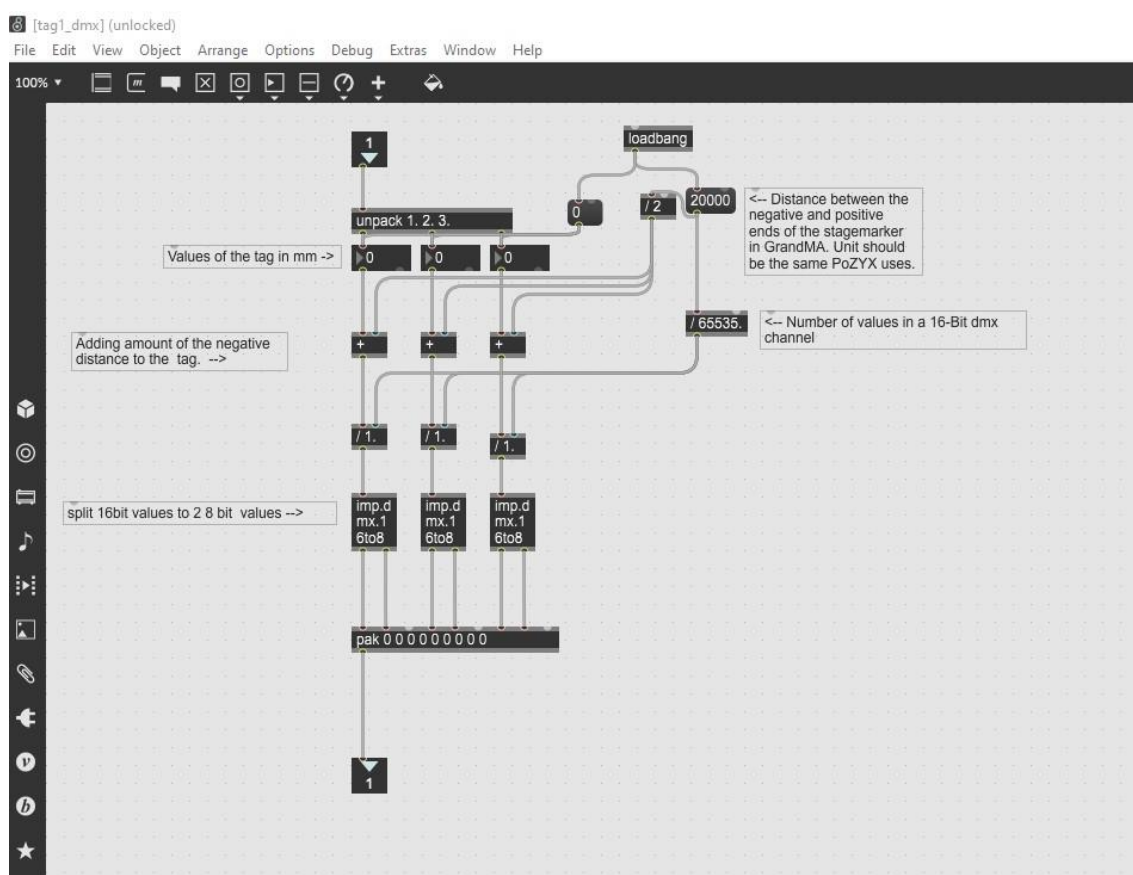 [tag1_dmx] (unlocked)
File Edit View Object Arrange Options Debug Extras Window Help
100%
1
loadbang
unpack 1. 2. 3.
0
/ 2
20000
<-- Distance between the
negative and positive
ends of the stagemarker
in GrandMA. Unit should
be the same PoZYX uses.
Values of the tag in mm ->
0
0
0
/ 65535.
<-- Number of values in a 16-Bit dmx
channel
Adding amount of the negative
distance to the tag. -->
+
+
+
/ 1.
/ 1.
/ 1.
split 16bit values to 2 8 bit values -->
imp.d
mx.1
6to8
imp.d
mx.1
6to8
imp.d
mx.1
6to8
pak 0 0 0 0 0 0 0 0 0
1